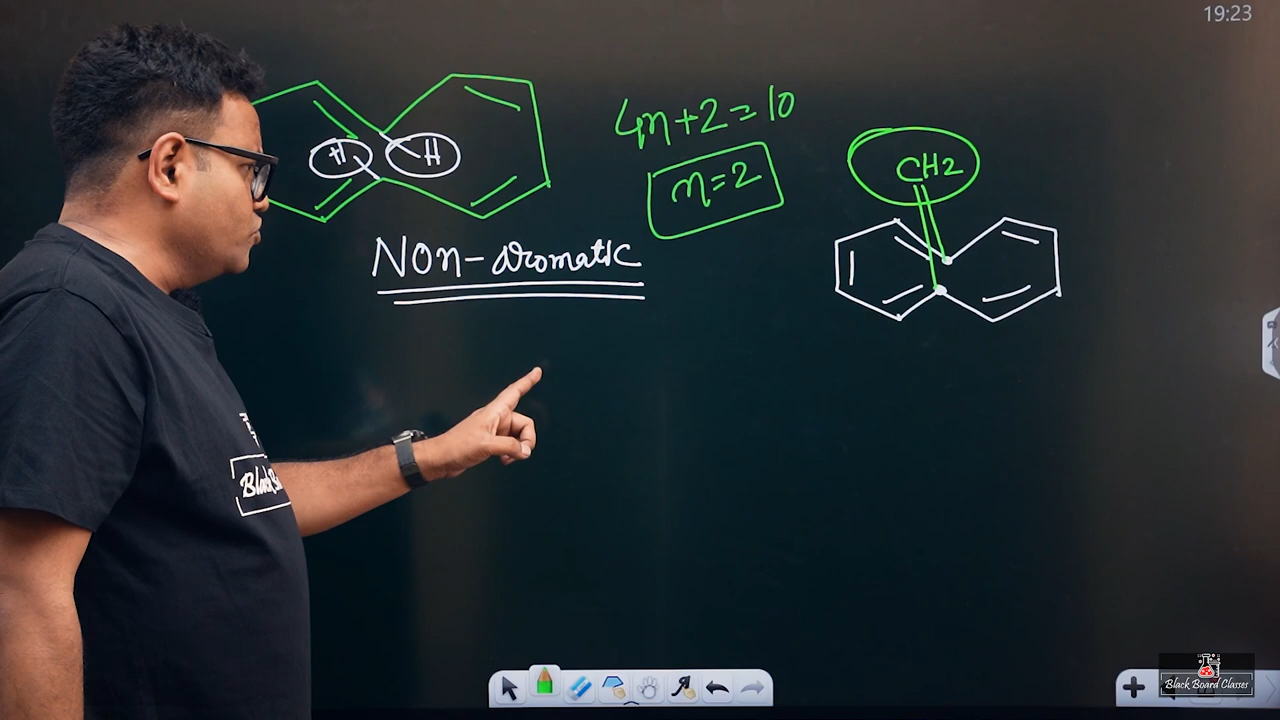 19:23
4n+2=10
n=2
H H
CH2
Non-aromatic
Black Board Classes